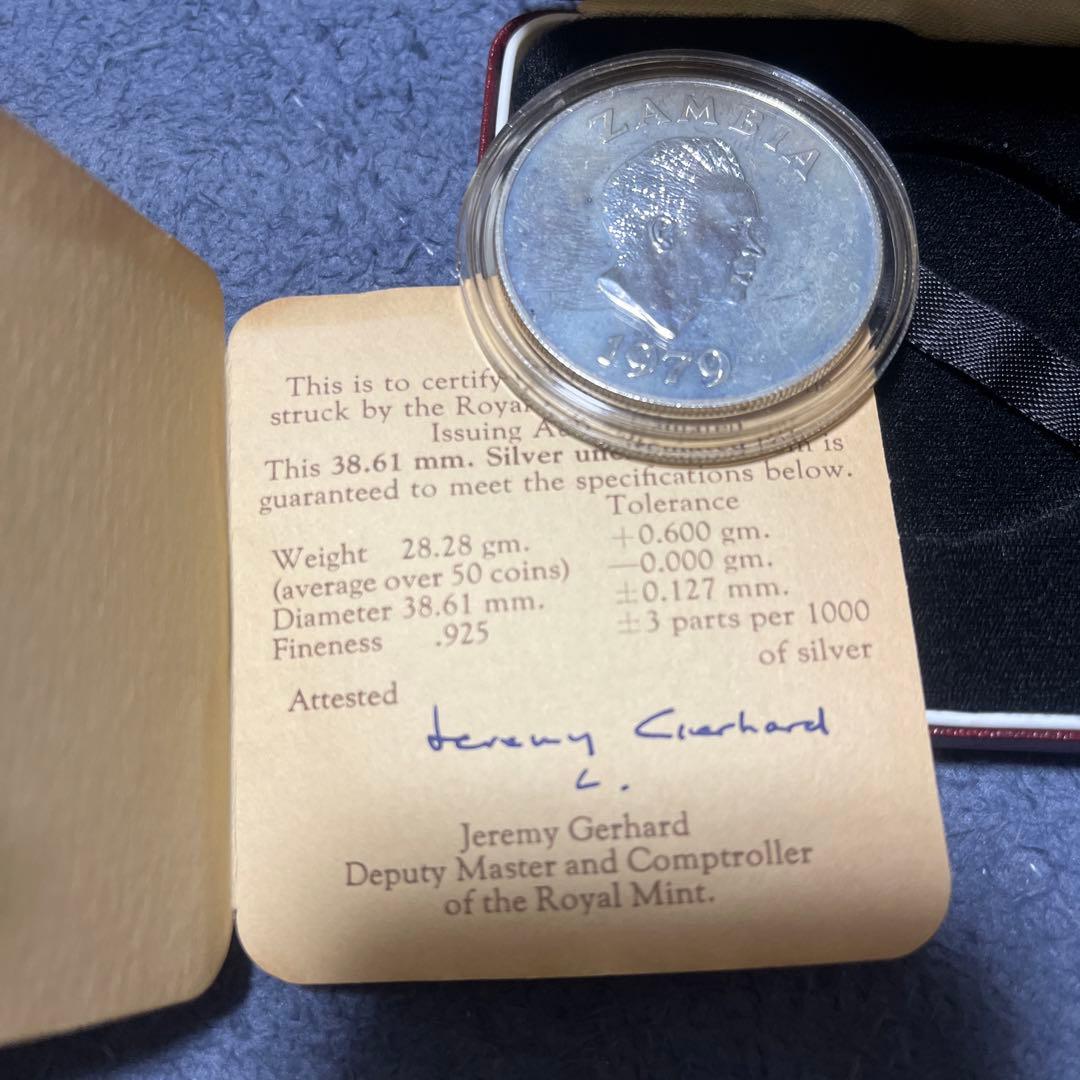 ZAMBIA
1979
This is to certify
struck by the Royal
Issuing
This 38.61 mm. Silver is
guaranteed to meet the specifications below.
Tolerance
Weight 28.28 gm. +0.600 gm.
(average over 50 coins) —0.000 gm.
Diameter 38.61 mm. ±0.127 mm.
Fineness .925 ±3 parts per 1000
of silver
Attested
Jeremy Gerhard
Jeremy Gerhard
Deputy Master and Comptroller
of the Royal Mint.